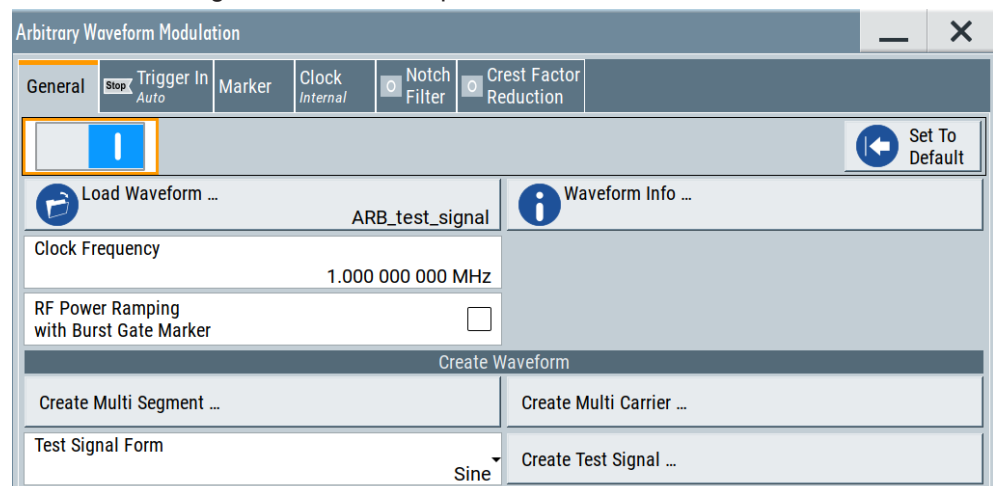 Arbitrary Waveform Modulation
General
Stop
Trigger In
Auto
Marker
Clock
Internal
O
Notch
Filter
O
Crest Factor
Reduction
Set To
Default
Load Waveform ...
ARB_test_signal
Waveform Info ...
Clock Frequency
1.000 000 000 MHz
RF Power Ramping
with Burst Gate Marker
Create Waveform
Create Multi Segment ...
Create Multi Carrier ...
Test Signal Form
Sine
Create Test Signal ...